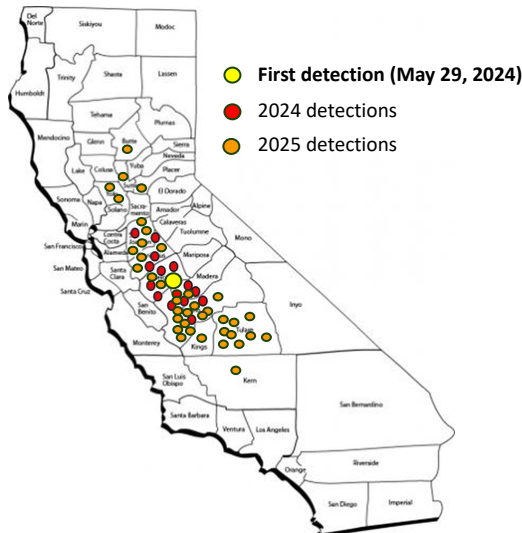 Del
Norte
Siskiyou
Modoc
First detection (May 29, 2024)
2024 detections
2025 detections
Trinity
Shasta
Lassen
Humboldt
Tehama
Plumas
Mendocino
Glenn
Butte
Sierra
Nevada
Lake
Colusa
Yuba
Placer
El Dorado
Sonoma
Napa
Sacra-
mento
Alpine
Amador
Solano
Marin
Calaveras
Tuolumne
Mono
Contra
Costa
San Francisco
Alameda
San Mateo
Santa
Clara
Mariposa
Santa Cruz
Madera
San
Benito
Inyo
Monterey
Kings
Tulare
San Luis
Obispo
Kern
San Bernardino
Santa Barbara
Ventura
Los Angeles
Orange
Riverside
San Diego
Imperial